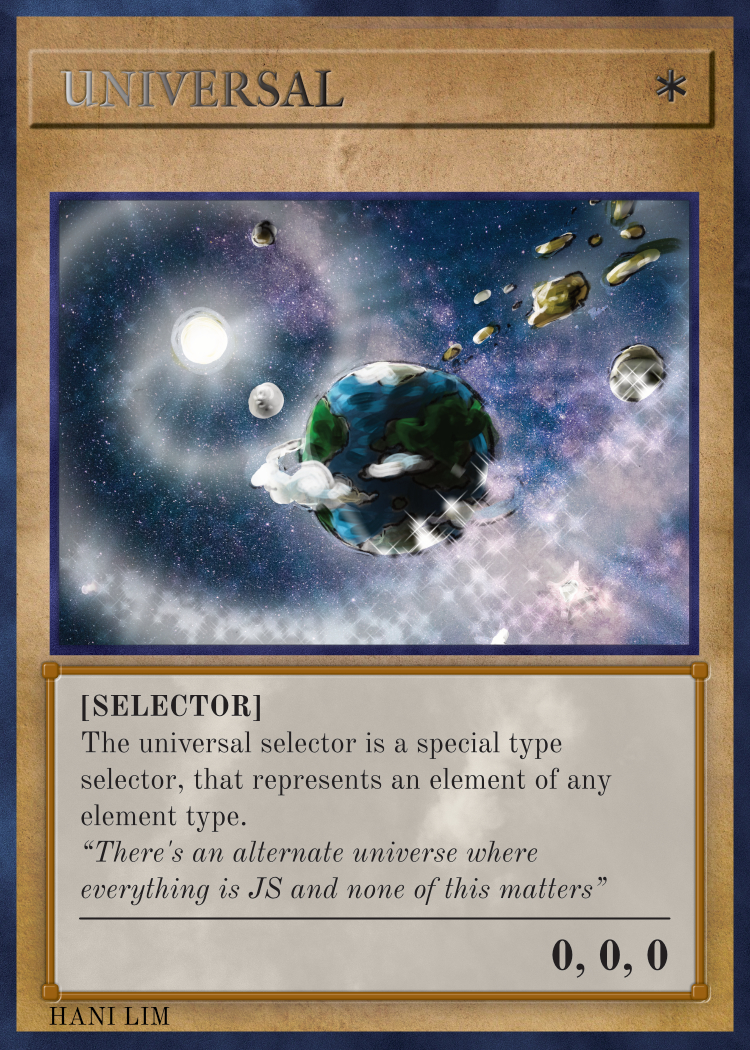 UNIVERSAL *
[SELECTOR]
The universal selector is a special type
selector, that represents an element of any
element type.
“There's an alternate universe where
everything is JS and none of this matters”
0, 0, 0
HANI LIM